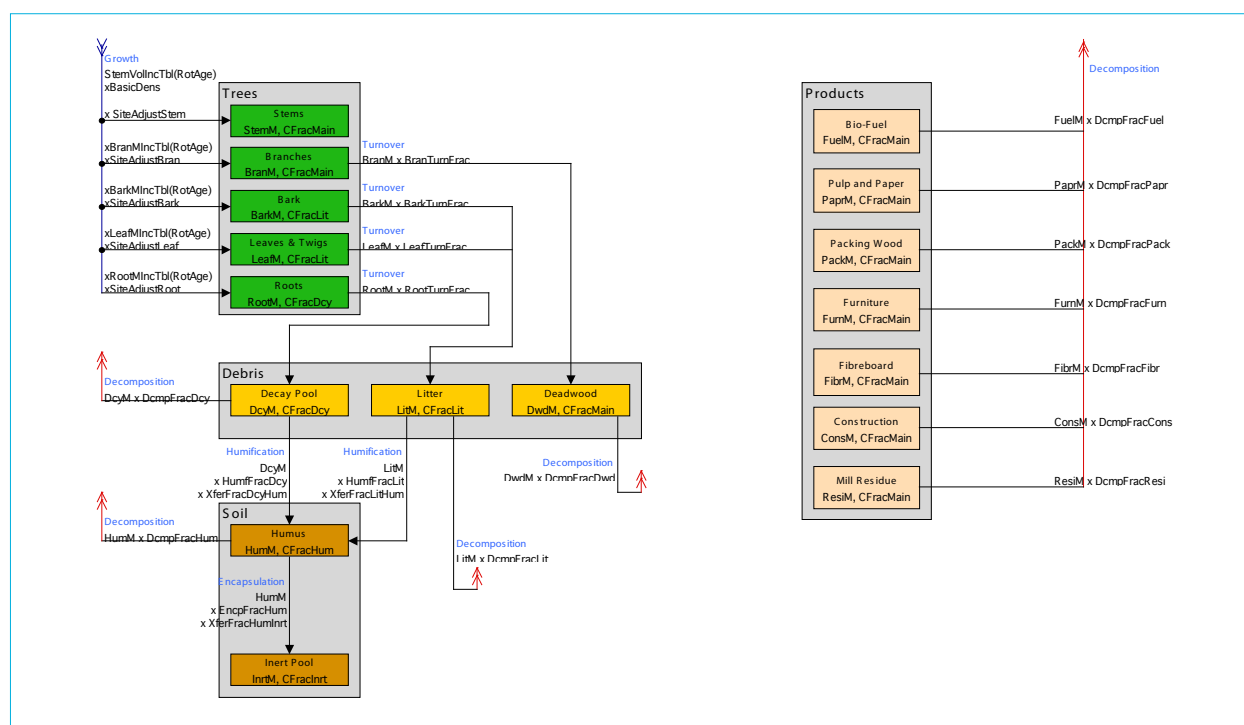 Growth
StemVolIncTbl(RotAge)
xBasicDens
x SiteAdjustStem
xBranMIncTbl(RotAge)
xSiteAdjustBran
xBarkMIncTbl(RotAge)
xSiteAdjustBark
xLeafMIncTbl(RotAge)
xSiteAdjustLeaf
xRootMIncTbl(RotAge)
xSiteAdjustRoot
Trees
Stems
StemM, CFracMain
Branches
BranM, CFracMain
Bark
BarkM, CFracLit
Leaves & Twigs
LeafM, CFracLit
Roots
RootM, CFracDcy
Turnover
BranM x BranTurnFrac
Turnover
BarkM x BarkTurnFrac
Turnover
LeafM x LeafTurnFrac
Turnover
RootM x RootTurnFrac
Debris
Decay Pool
DcyM, CFracDcy
Litter
LitM, CFracLit
Deadwood
DwdM, CFracMain
Decomposition
DcyM x DcmpFracDcy
Humification
DcyM
x HumfFracDcy
x XferFracDcyHum
Humification
LitM
x HumfFracLit
x XferFracLitHum
Decomposition
DwdM x DcmpFracDwd
Soil
Humus
HumM, CFracHum
Decomposition
HumM x DcmpFracHum
Decomposition
LitM x DcmpFracLit
Encapsulation
HumM
x EncpFracHum
x XferFracHumInrt
Inert Pool
InrtM, CFracInrt
Products
Bio-Fuel
FuelM, CFracMain
Pulp and Paper
PaprM, CFracMain
Packing Wood
PackM, CFracMain
Furniture
FurnM, CFracMain
Fibreboard
FibrM, CFracMain
Construction
ConsM, CFracMain
Mill Residue
ResiM, CFracMain
Decomposition
FuelM x DcmpFracFuel
PaprM x DcmpFracPapr
PackM x DcmpFracPack
FurnM x DcmpFracFurn
FibrM x DcmpFracFibr
ConsM x DcmpFracCons
ResiM x DcmpFracResi